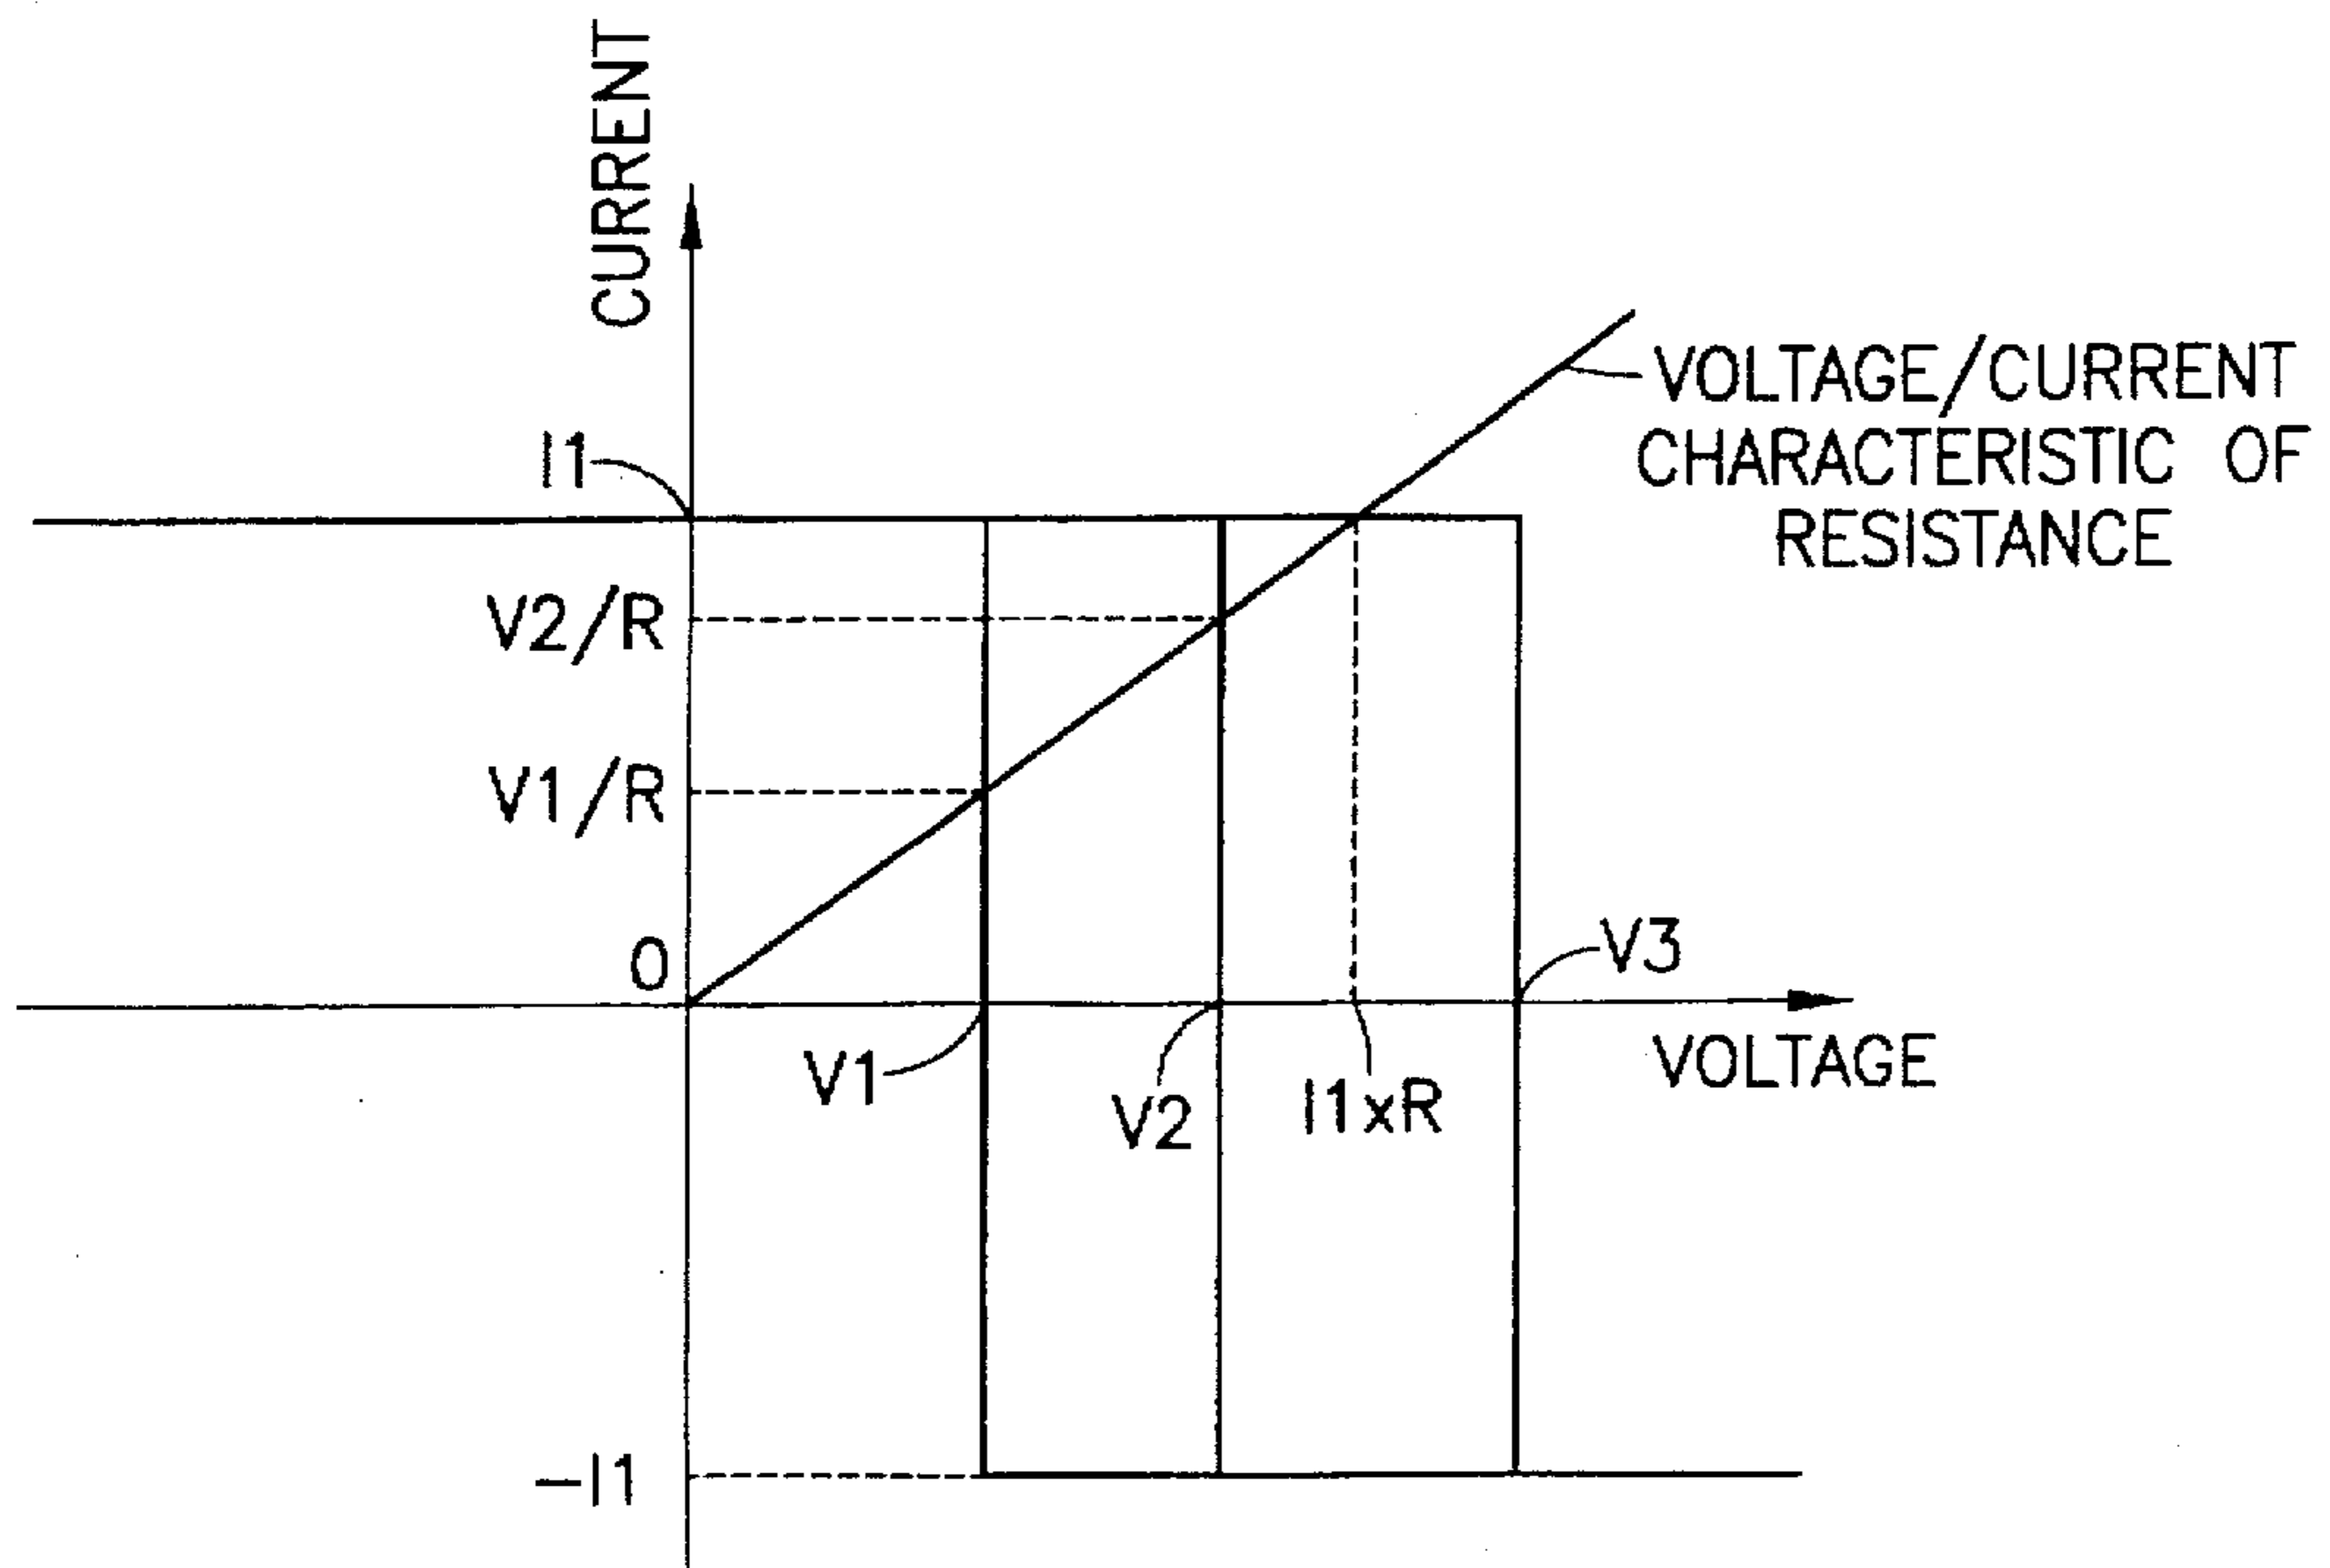 CURRENT
VOLTAGE/CURRENT
CHARACTERISTIC OF
RESISTANCE
I1
V2/R
V1/R
0
V3
V1
V2
I1xR
VOLTAGE
-I1